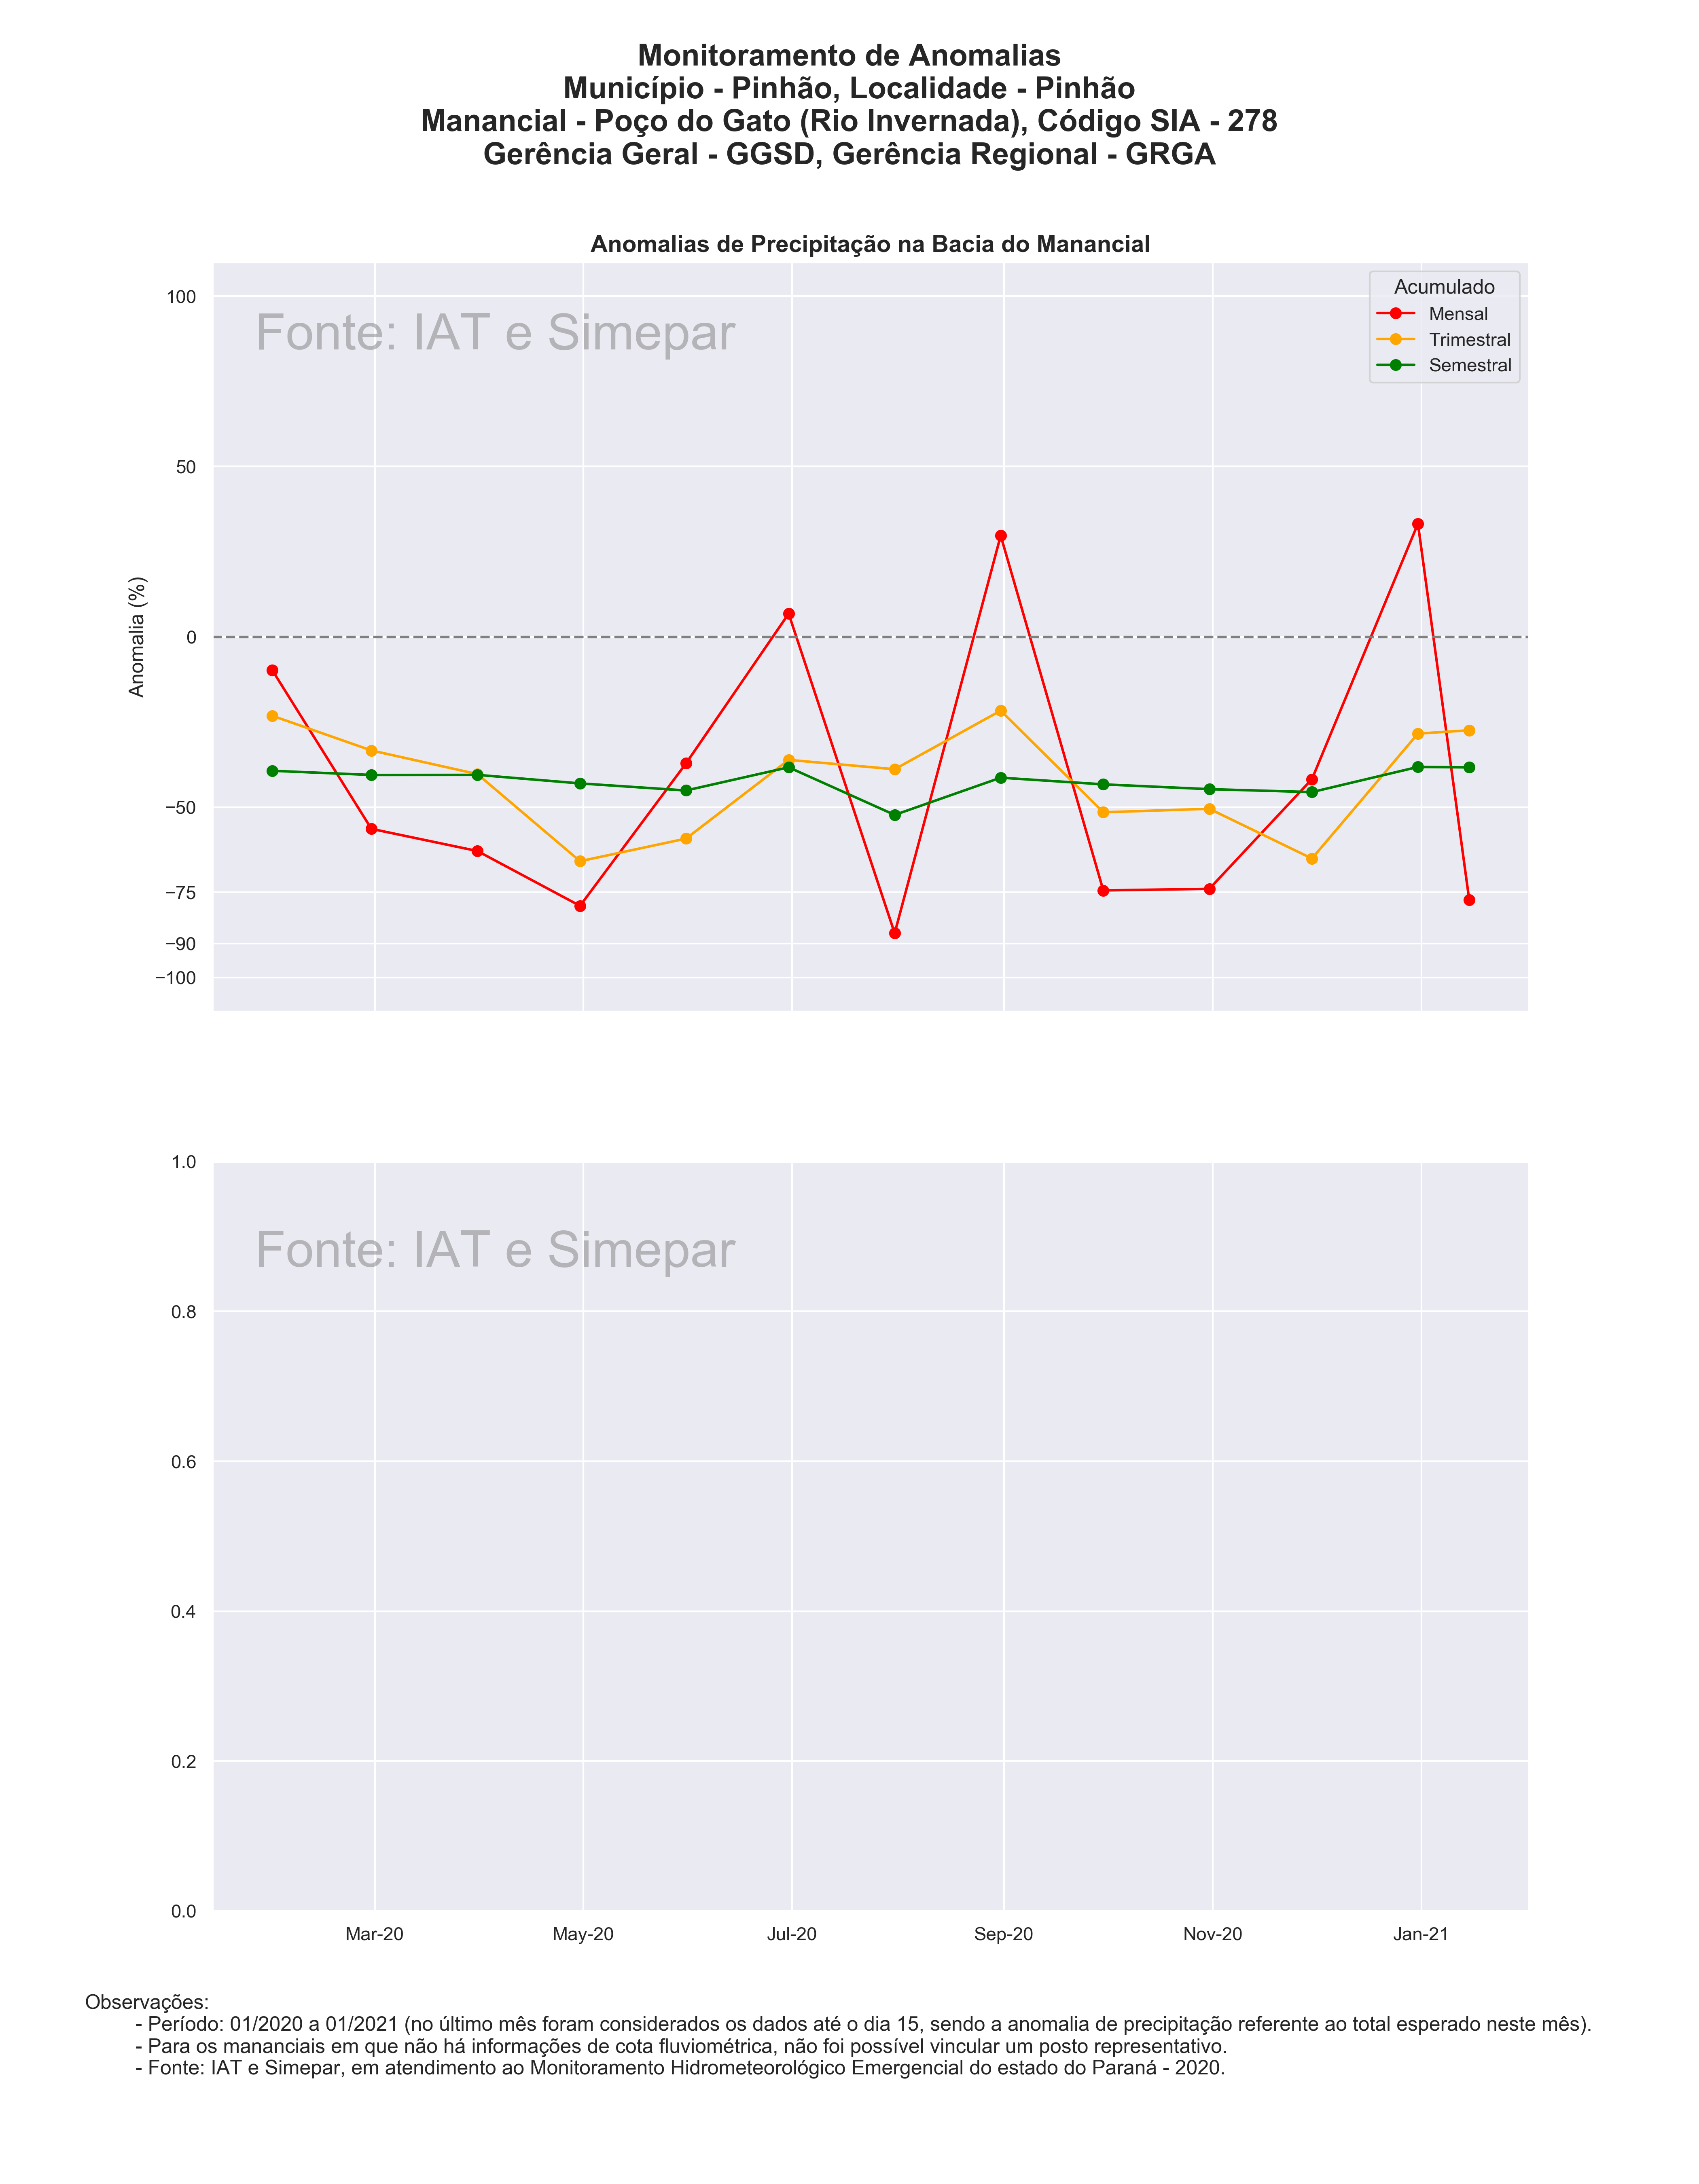 Monitoramento de Anomalias
Município - Pinhão, Localidade - Pinhão
Manancial - Poço do Gato (Rio Invernada), Código SIA - 278
Gerência Geral - GGSD, Gerência Regional - GRGA
Anomalias de Precipitação na Bacia do Manancial
Fonte: IAT e Simepar
Acumulado
Mensal
Trimestral
Semestral
Anomalia (%)
100
50
0
−50
−75
−90
−100
Fonte: IAT e Simepar
1.0
0.8
0.6
0.4
0.2
0.0
Mar-20 May-20 Jul-20 Sep-20 Nov-20 Jan-21
Observações:
- Período: 01/2020 a 01/2021 (no último mês foram considerados os dados até o dia 15, sendo a anomalia de precipitação referente ao total esperado neste mês).
- Para os mananciais em que não há informações de cota fluviométrica, não foi possível vincular um posto representativo.
- Fonte: IAT e Simepar, em atendimento ao Monitoramento Hidrometeorológico Emergencial do estado do Paraná - 2020.